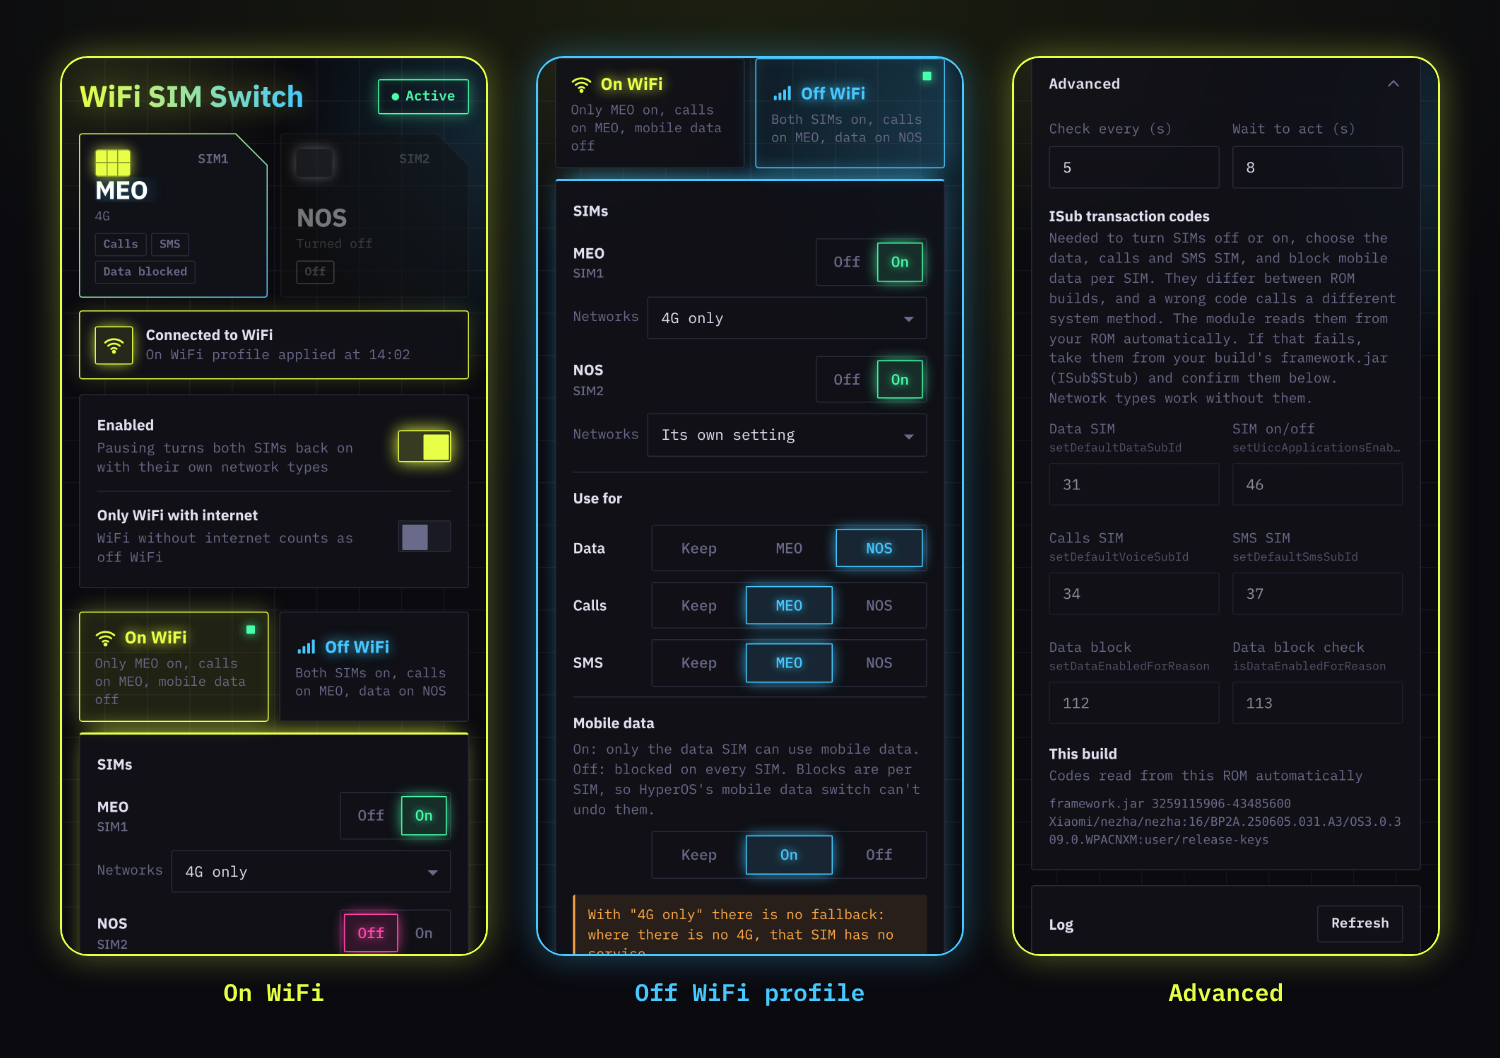 WiFi SIM Switch
Active
SIM1
MEO
4G
Calls
SMS
Data blocked
SIM2
NOS
Turned off
Off
Connected to WiFi
On WiFi profile applied at 14:02
Enabled
Pausing turns both SIMs back on
with their own network types
Only WiFi with internet
WiFi without internet counts as
off WiFi
On WiFi
Only MEO on, calls
on MEO, mobile data
off
Off WiFi
Both SIMs on, calls
on MEO, data on NOS
SIMs
MEO
SIM1
Off
On
Networks
4G only
NOS
SIM2
Off
On
On WiFi
On WiFi
Only MEO on, calls
on MEO, mobile data
off
Off WiFi
Both SIMs on, calls
on MEO, data on NOS
SIMs
MEO
SIM1
Off
On
Networks
4G only
NOS
SIM2
Off
On
Networks
Its own setting
Use for
Data
Keep
MEO
NOS
Calls
Keep
MEO
NOS
SMS
Keep
MEO
NOS
Mobile data
On: only the data SIM can use mobile data.
Off: blocked on every SIM. Blocks are per
SIM, so HyperOS's mobile data switch can't
undo them.
Keep
On
Off
With "4G only" there is no fallback:
where there is no 4G, that SIM has no
service
Off WiFi profile
Advanced
Check every (s)
Wait to act (s)
5
8
ISub transaction codes
Needed to turn SIMs off or on, choose the
data, calls and SMS SIM, and block mobile
data per SIM. They differ between ROM
builds, and a wrong code calls a different
system method. The module reads them from
your ROM automatically. If that fails,
take them from your build's framework.jar
(ISub$Stub) and confirm them below.
Network types work without them.
Data SIM
setDefaultDataSubId
31
SIM on/off
setUiccApplicationsEnab…
46
Calls SIM
setDefaultVoiceSubId
34
SMS SIM
setDefaultSmsSubId
37
Data block
setDataEnabledForReason
112
Data block check
isDataEnabledForReason
113
This build
Codes read from this ROM automatically
framework.jar 3259115906-43485600
Xiaomi/nezha/nezha:16/BP2A.250605.031.A3/OS3.0.3
09.0.WPACNXM:user/release-keys
Log
Refresh
Advanced